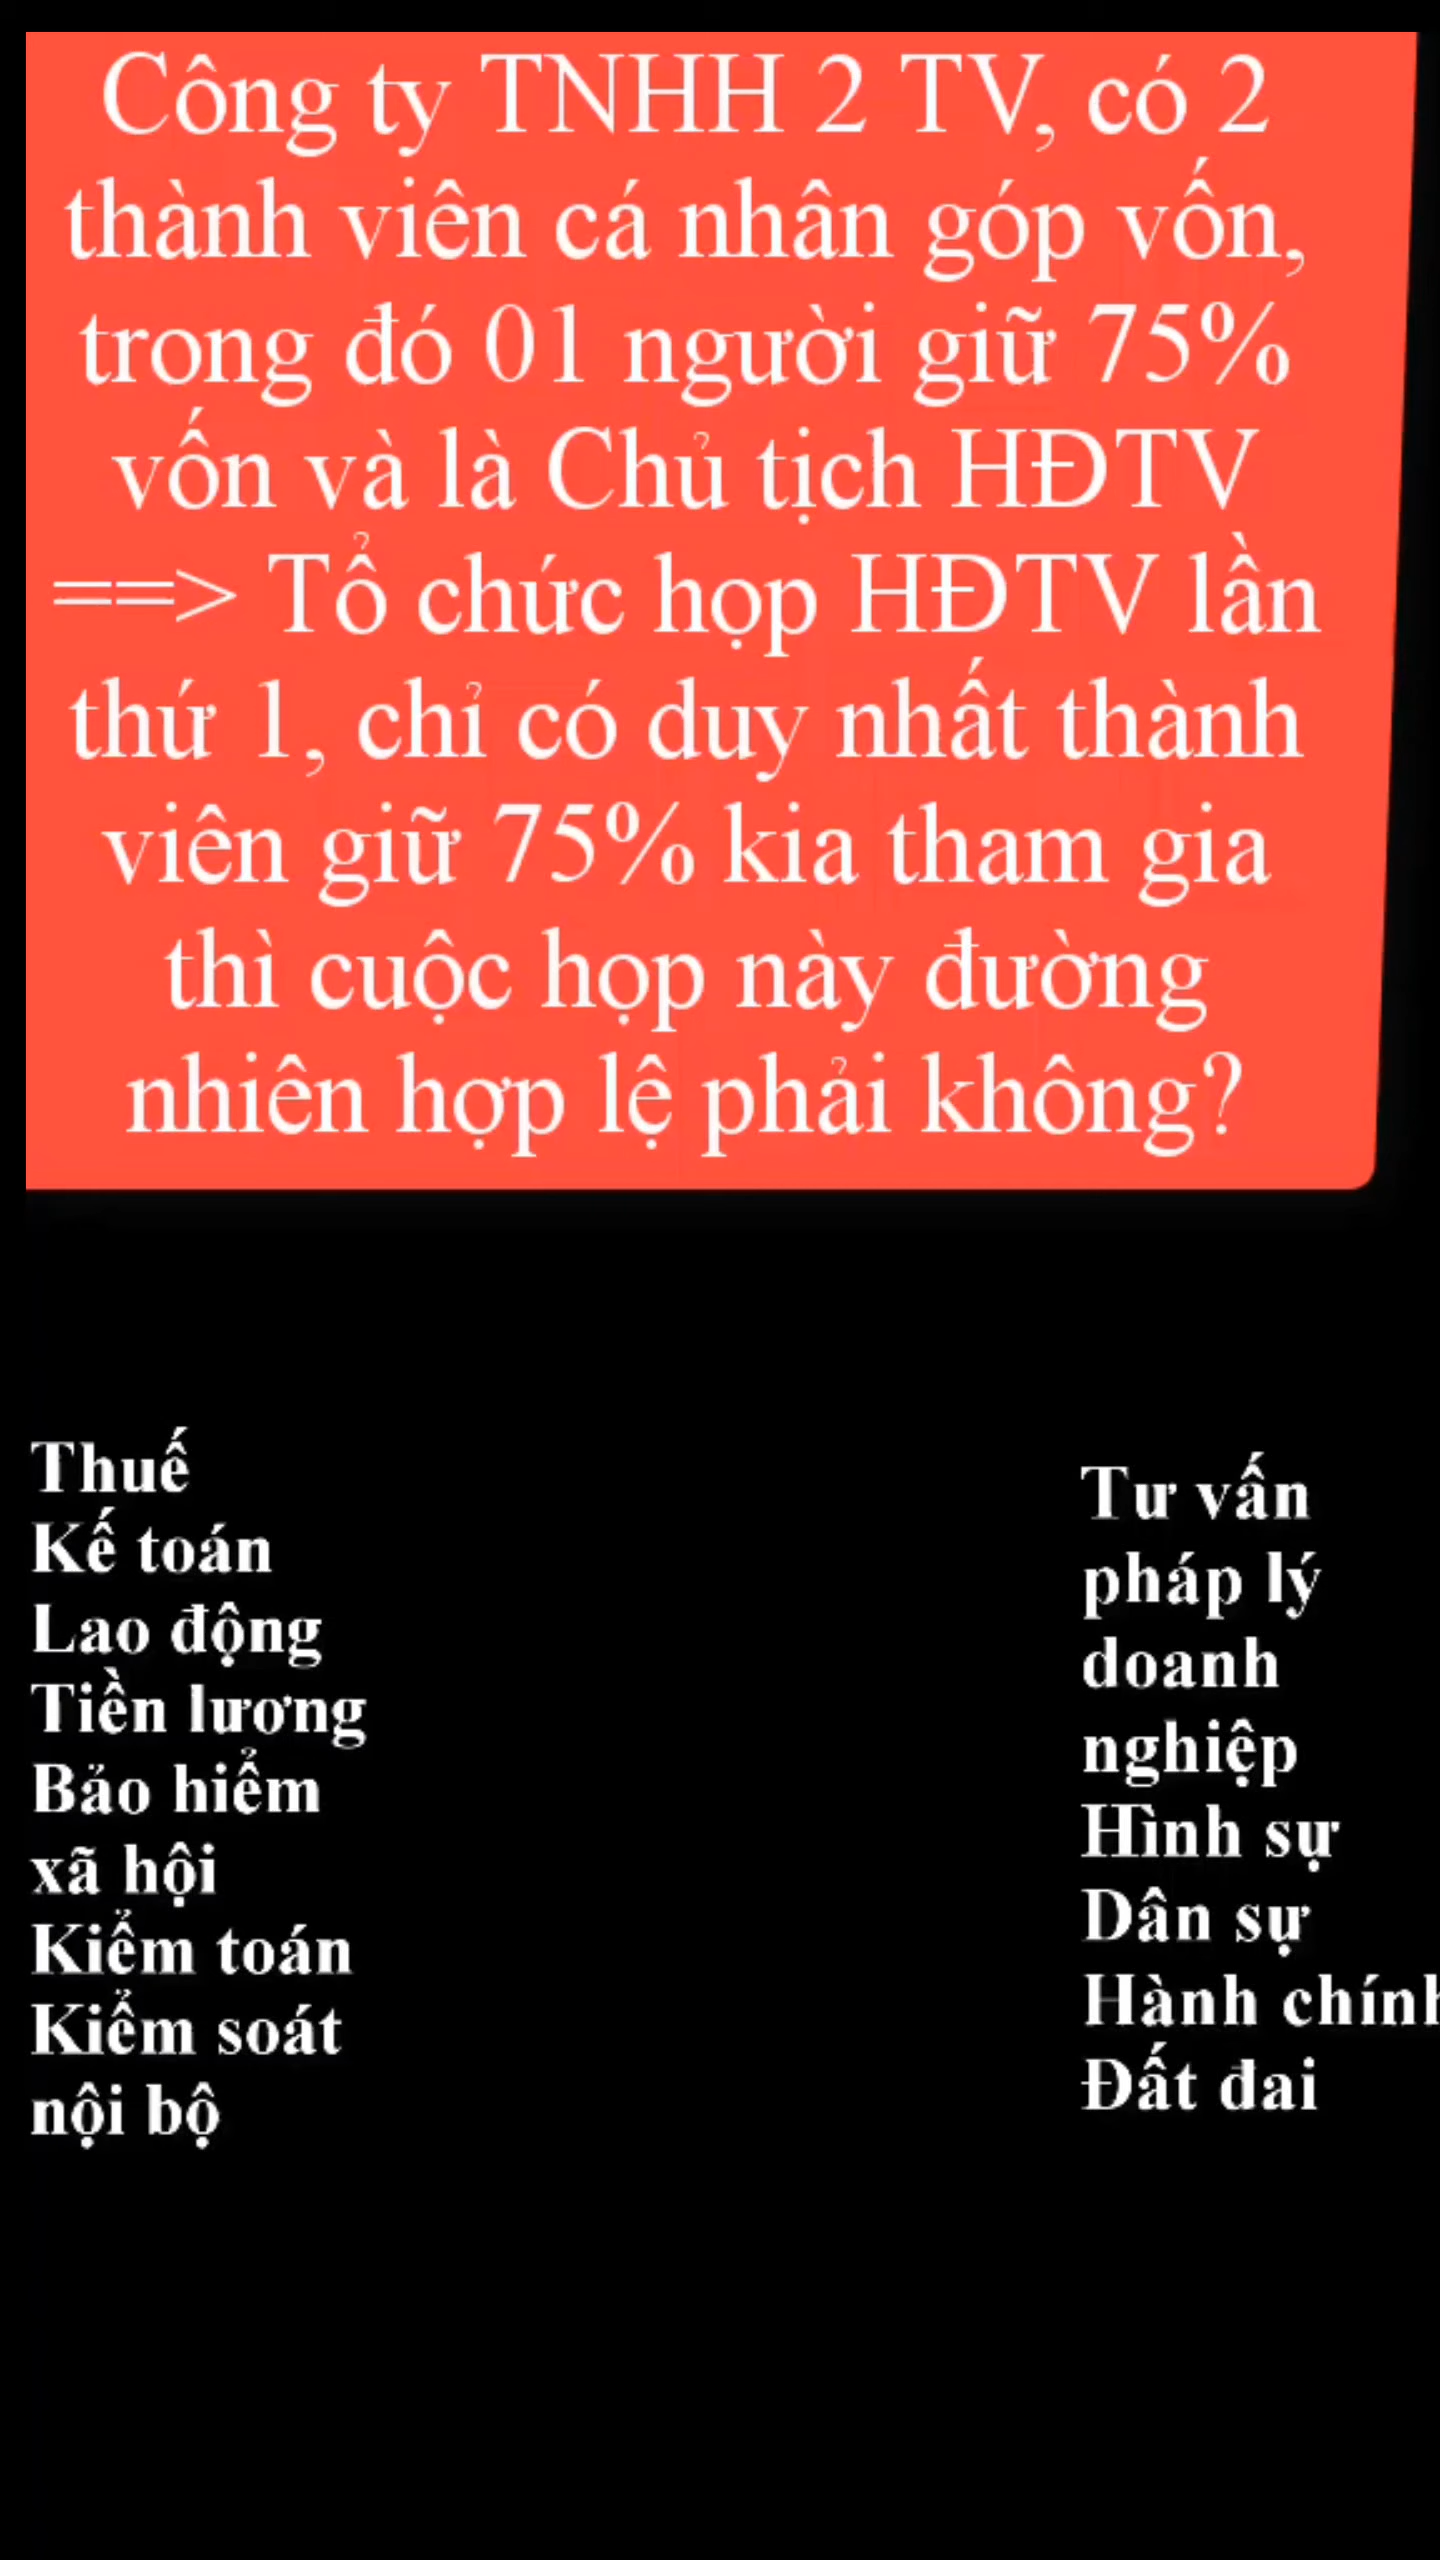 Công ty TNHH 2 TV, có 2
thành viên cá nhân góp vốn,
trong đó 01 người giữ 75%
vốn và là Chủ tịch HĐTV
==> Tổ chức họp HĐTV lần
thứ 1, chỉ có duy nhất thành
viên giữ 75% kia tham gia
thì cuộc họp này đường
nhiên hợp lệ phải không?
Thuế
Kế toán
Lao động
Tiền lương
Bảo hiểm
xã hội
Kiểm toán
Kiểm soát
nội bộ
Tư vấn
pháp lý
doanh
nghiệp
Hình sự
Dân sự
Hành chính
Đất đai